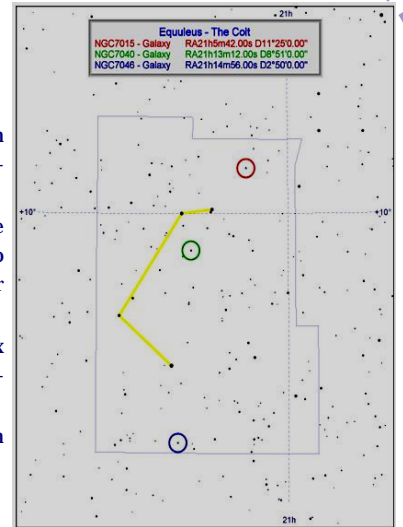 21h
Equuleus - The Colt
NGC7015 - Galaxy RA21h5m42.00s D11°25'0.00"
NGC7040 - Galaxy RA21h13m12.00s D8°51'0.00"
NGC7046 - Galaxy RA21h14m56.00s D2°50'0.00"
+10° +10°
21h